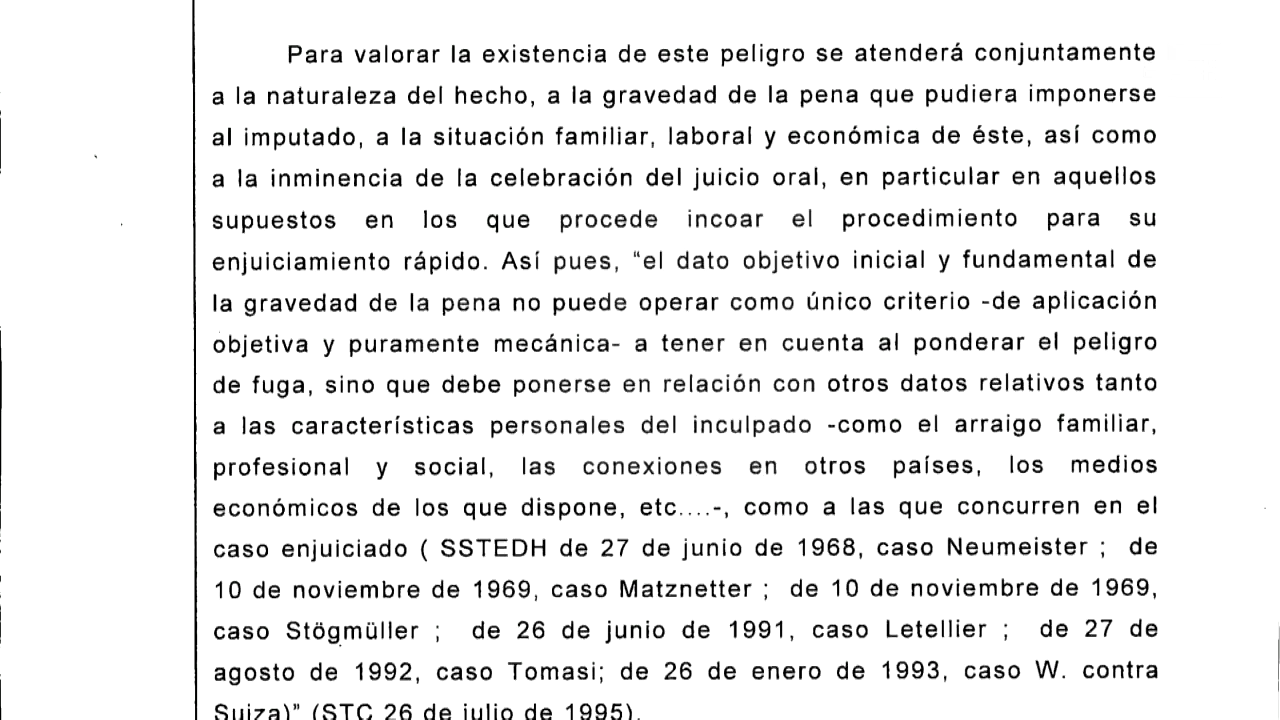 Para valorar la existencia de este peligro se atenderá conjuntamente
a la naturaleza del hecho, a la gravedad de la pena que pudiera imponerse
al imputado, a la situación familiar, laboral y económica de éste, así como
a la inminencia de la celebración del juicio oral, en particular en aquellos
supuestos en los que procede incoar el procedimiento para su
enjuiciamiento rápido. Así pues, “el dato objetivo inicial y fundamental de
la gravedad de la pena no puede operar como único criterio -de aplicación
objetiva y puramente mecánica- a tener en cuenta al ponderar el peligro
de fuga, sino que debe ponerse en relación con otros datos relativos tanto
a las características personales del inculpado -como el arraigo familiar,
profesional y social, las conexiones en otros países, los medios
económicos de los que dispone, etc....-, como a las que concurren en el
caso enjuiciado ( SSTEDH de 27 de junio de 1968, caso Neumeister ; de
10 de noviembre de 1969, caso Matznetter ; de 10 de noviembre de 1969,
caso Stögmüller ; de 26 de junio de 1991, caso Letellier ; de 27 de
agosto de 1992, caso Tomasi; de 26 de enero de 1993, caso W. contra
Suiza)” (STC 26 de julio de 1995).